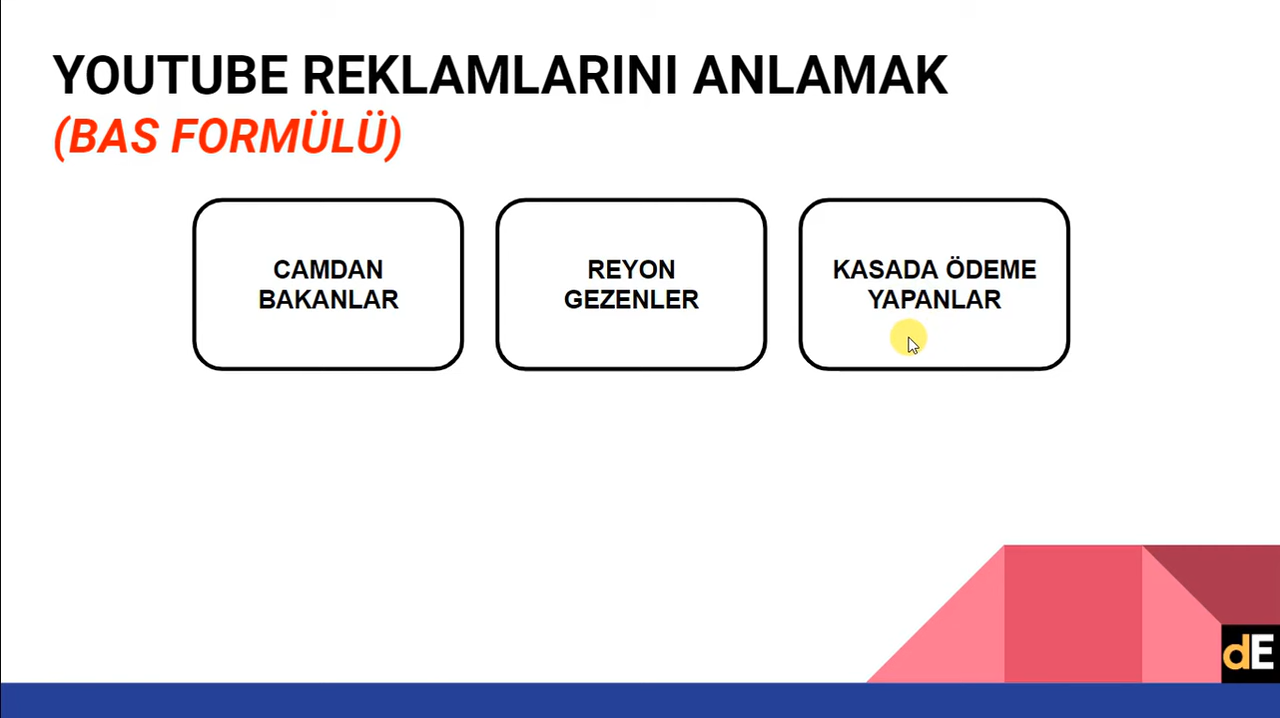 YOUTUBE REKLAMLARINI ANLAMAK
(BAS FORMÜLÜ)
CAMDAN
BAKANLAR
REYON
GEZENLER
KASADA ÖDEME
YAPANLAR
dE